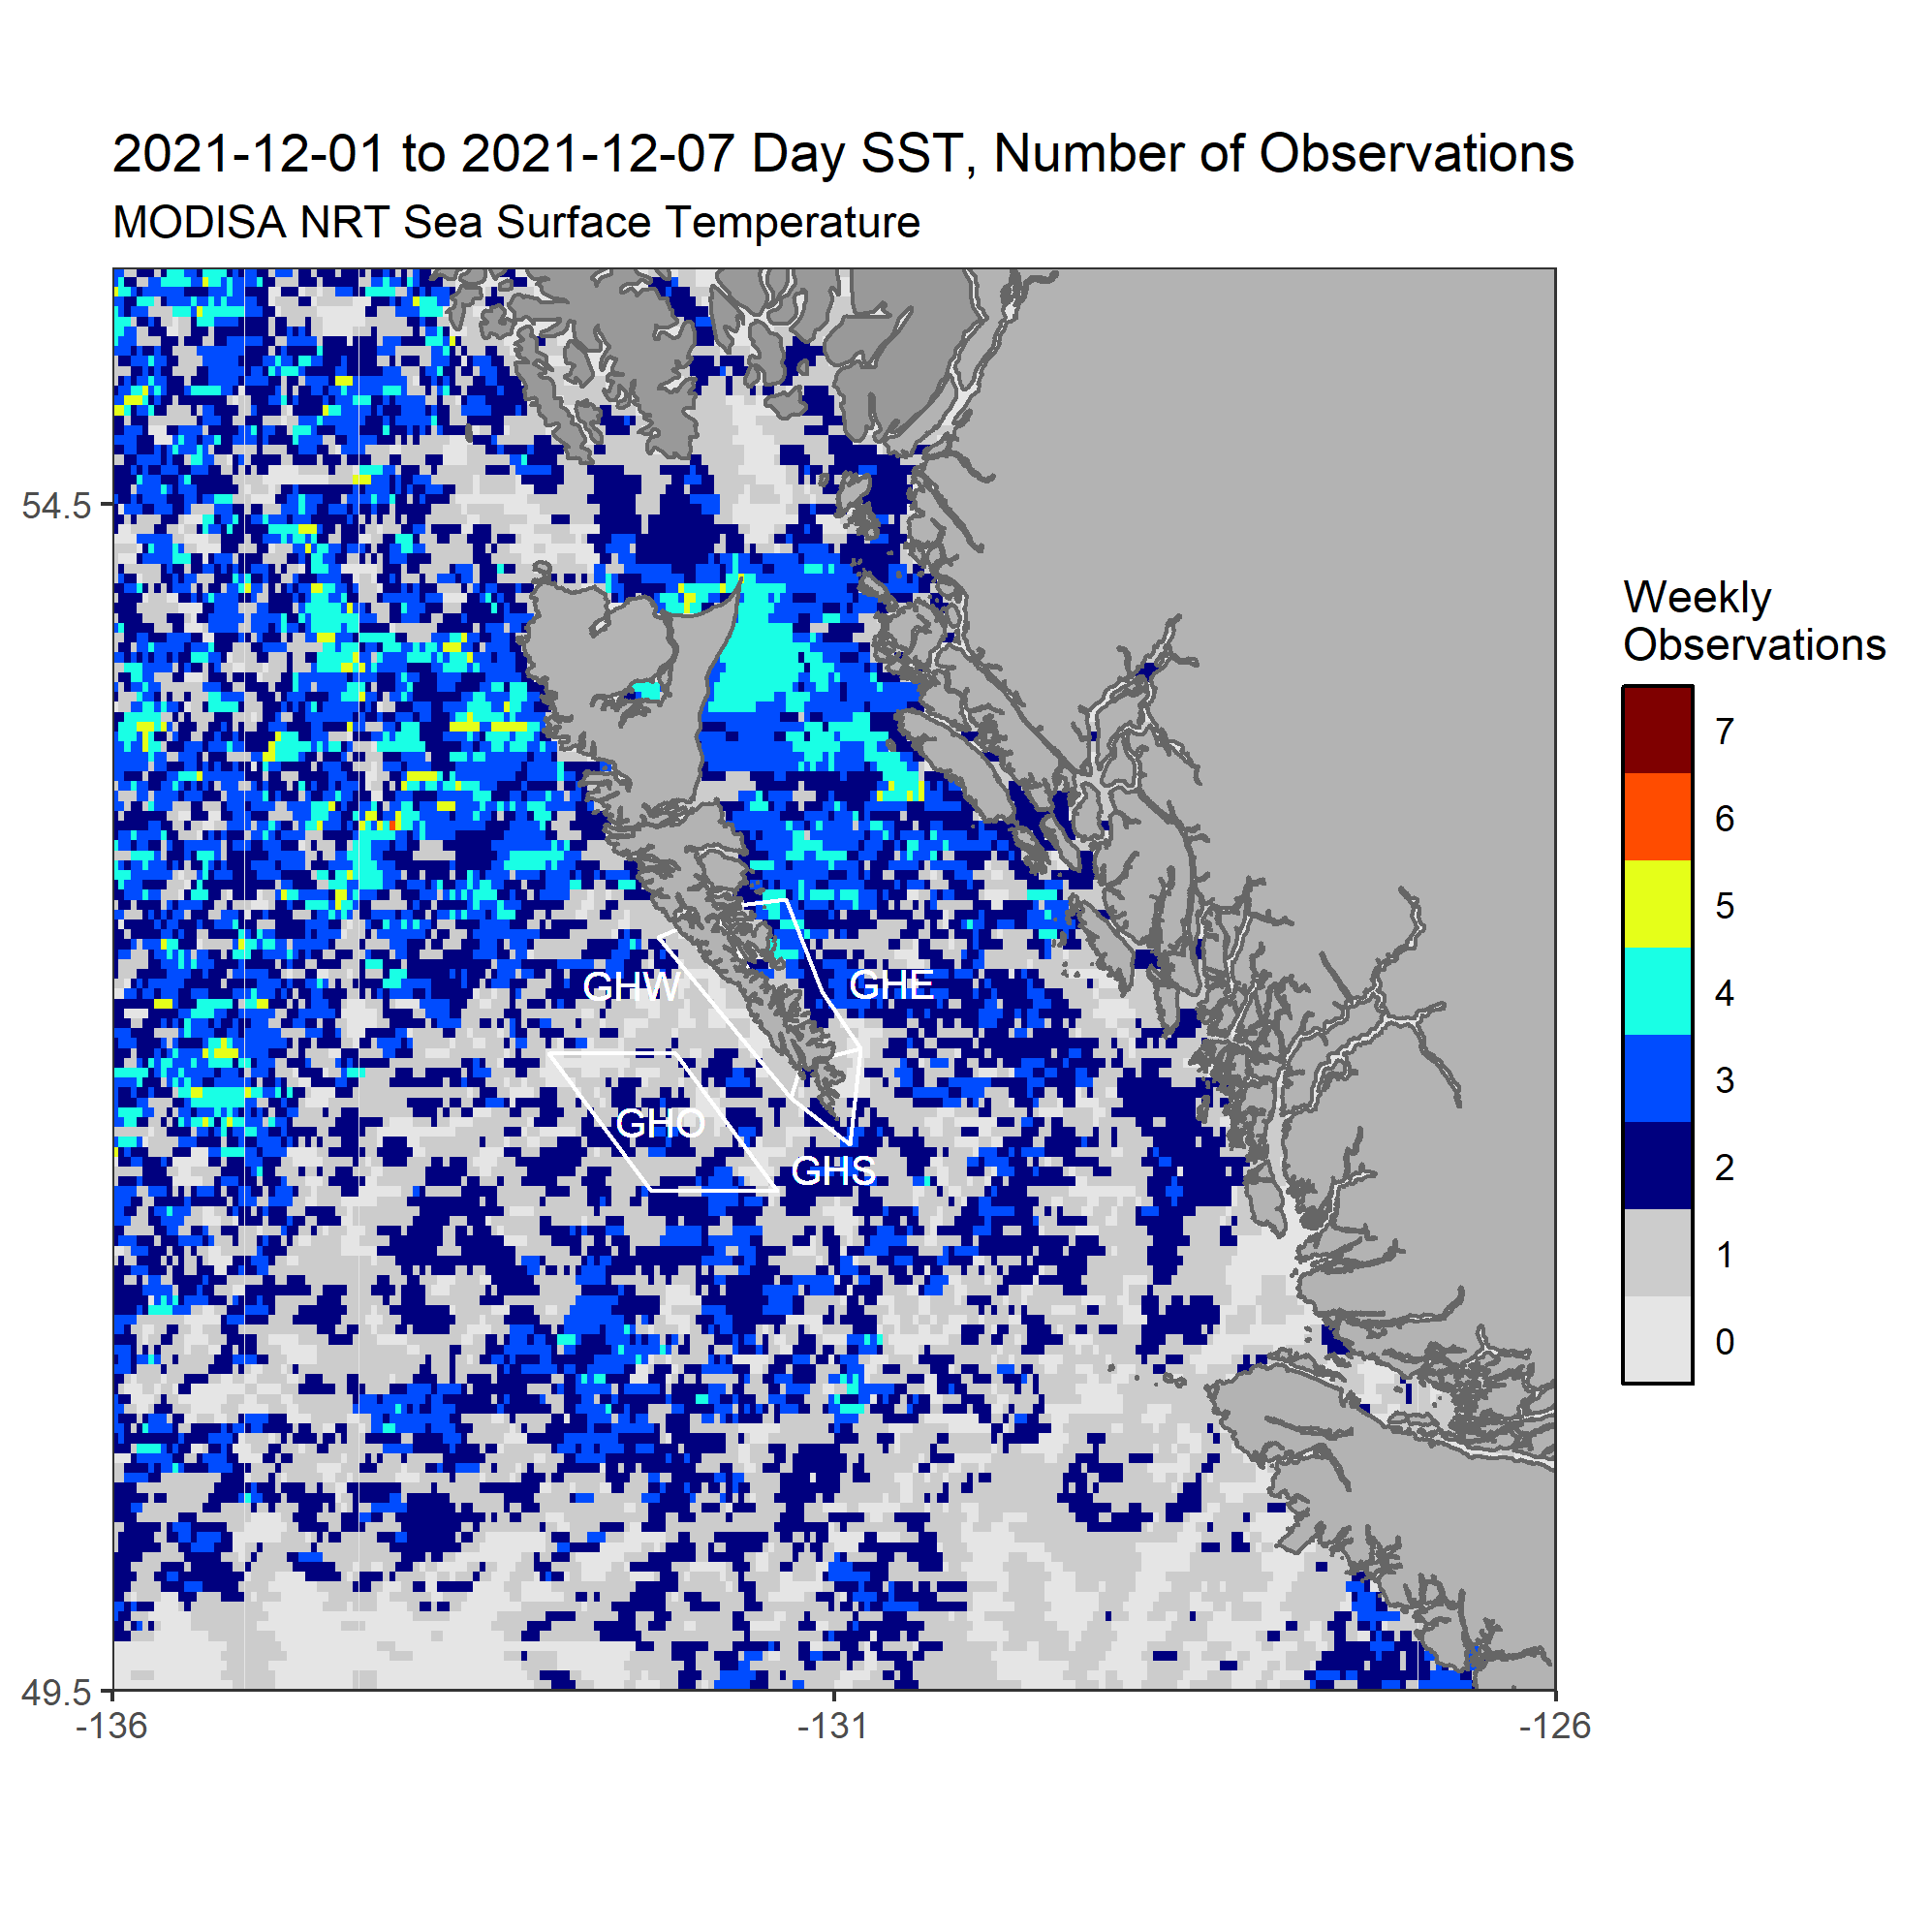 2021-12-01 to 2021-12-07 Day SST, Number of Observations
MODISA NRT Sea Surface Temperature
54.5
49.5
-136
-131
-126
GHW
GHE
GHO
GHS
Weekly
Observations
7
6
5
4
3
2
1
0